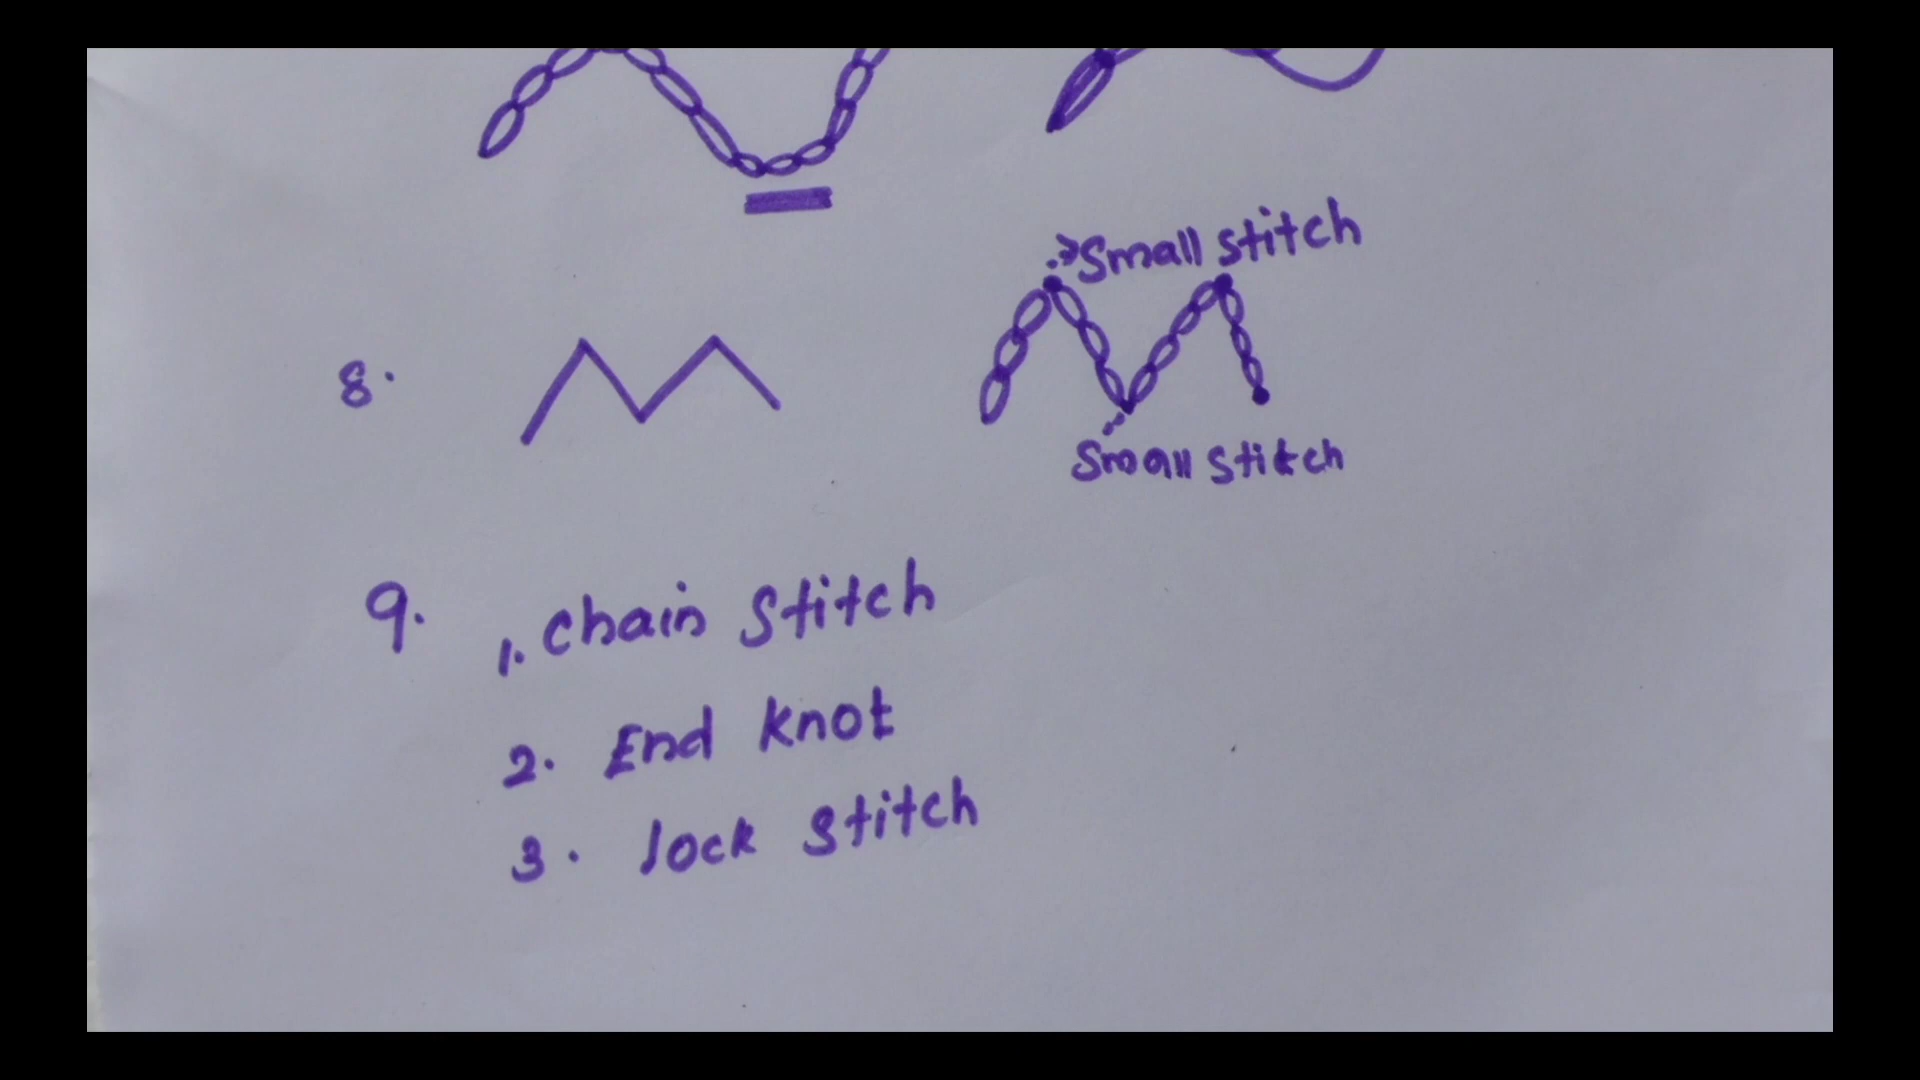 Small stitch
8.
Small stitch
9.
1. Chain Stitch
2. End knot
3. lock stitch